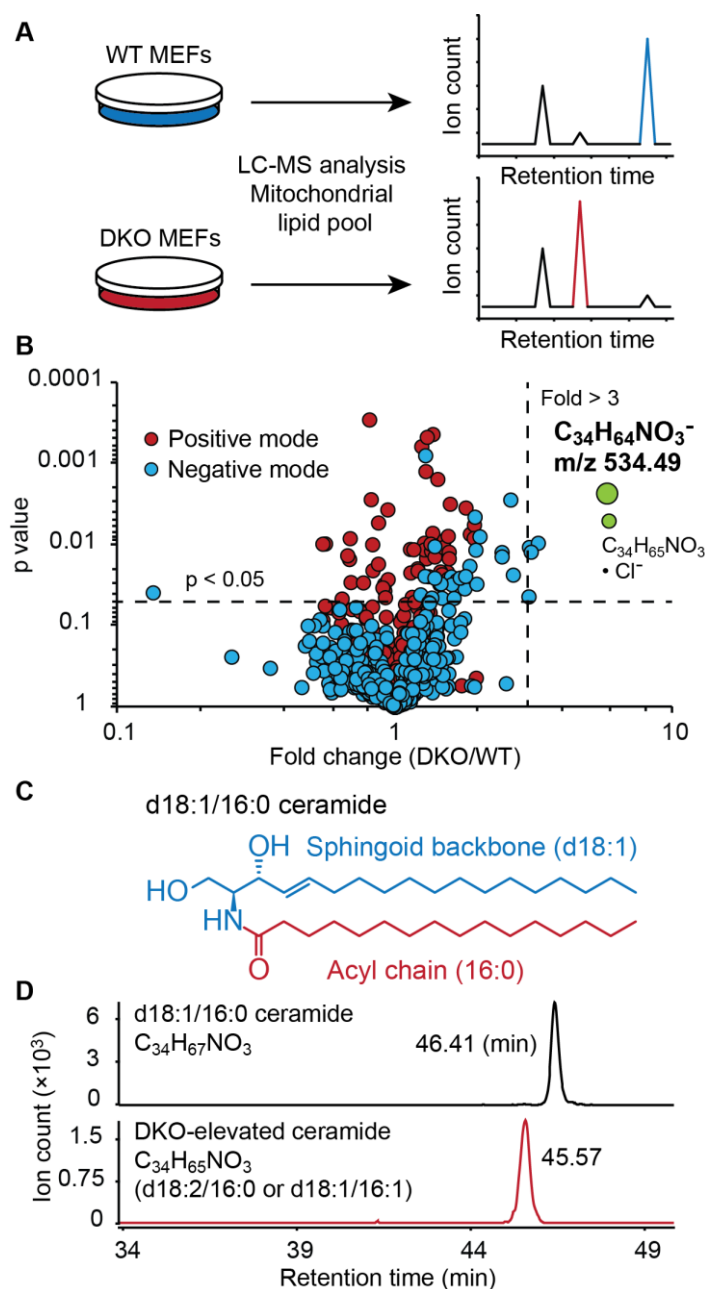 A
WT MEFs
DKO MEFs
LC-MS analysis
Mitochondrial
lipid pool
Ion count
Retention time
Ion count
Retention time
B
0.0001
0.001
0.01
0.1
1
p value
Positive mode
Negative mode
p < 0.05
Fold > 3
C₃₄H₆₄NO₃⁻
m/z 534.49
C₃₄H₆₅NO₃
• Cl⁻
0.1
1
10
Fold change (DKO/WT)
C
d18:1/16:0 ceramide
OH
HO
HN
O
Sphingoid backbone (d18:1)
Acyl chain (16:0)
D
Ion count (×10³)
6
3
0
d18:1/16:0 ceramide
C₃₄H₆₇NO₃
46.41 (min)
1.5
0.75
0
DKO-elevated ceramide
C₃₄H₆₅NO₃
(d18:2/16:0 or d18:1/16:1)
45.57
34
39
44
49
Retention time (min)